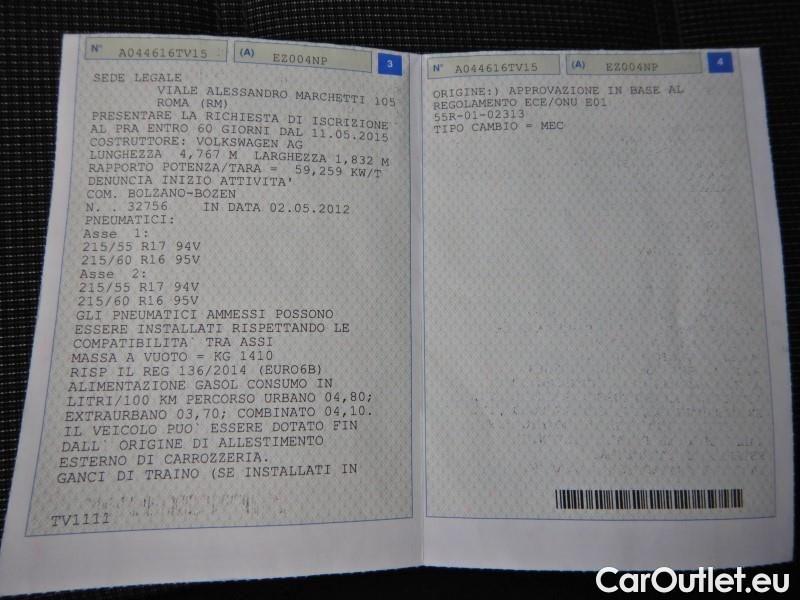 N° A044616TV15 (A) EZ004NP 3
SEDE LEGALE
VIALE ALESSANDRO MARCHETTI 105
ROMA (RM)
PRESENTARE LA RICHIESTA DI ISCRIZIONE
AL PRA ENTRO 60 GIORNI DAL 11.05.2015
COSTRUTTORE: VOLKSWAGEN AG
LUNGHEZZA 4,767 M LARGHEZZA 1,832 M
RAPPORTO POTENZA/TARA = 59,259 KW/T
DENUNCIA INIZIO ATTIVITA'
COM. BOLZANO-BOZEN
N. . 32756 IN DATA 02.05.2012
PNEUMATICI:
Asse 1:
215/55 R17 94V
215/60 R16 95V
Asse 2:
215/55 R17 94V
215/60 R16 95V
GLI PNEUMATICI AMMESSI POSSONO
ESSERE INSTALLATI RISPETTANDO LE
COMPATIBILITA` TRA ASSI
MASSA A VUOTO = KG 1410
RISP IL REG 136/2014 (EURO6B)
ALIMENTAZIONE GASOL CONSUMO IN
LITRI/100 KM PERCORSO URBANO 04,80;
EXTRAURBANO 03,70; COMBINATO 04,10.
IL VEICOLO PUO` ESSERE DOTATO FIN
DALL` ORIGINE DI ALLESTIMENTO
ESTERNO DI CARROZZERIA.
GANCI DI TRAINO (SE INSTALLATI IN
TV1111
N° A044616TV15 (A) EZ004NP 4
ORIGINE:) APPROVAZIONE IN BASE AL
REGOLAMENTO ECE/ONU E01
55R-01-02313
TIPO CAMBIO = MEC
CarOutlet.eu